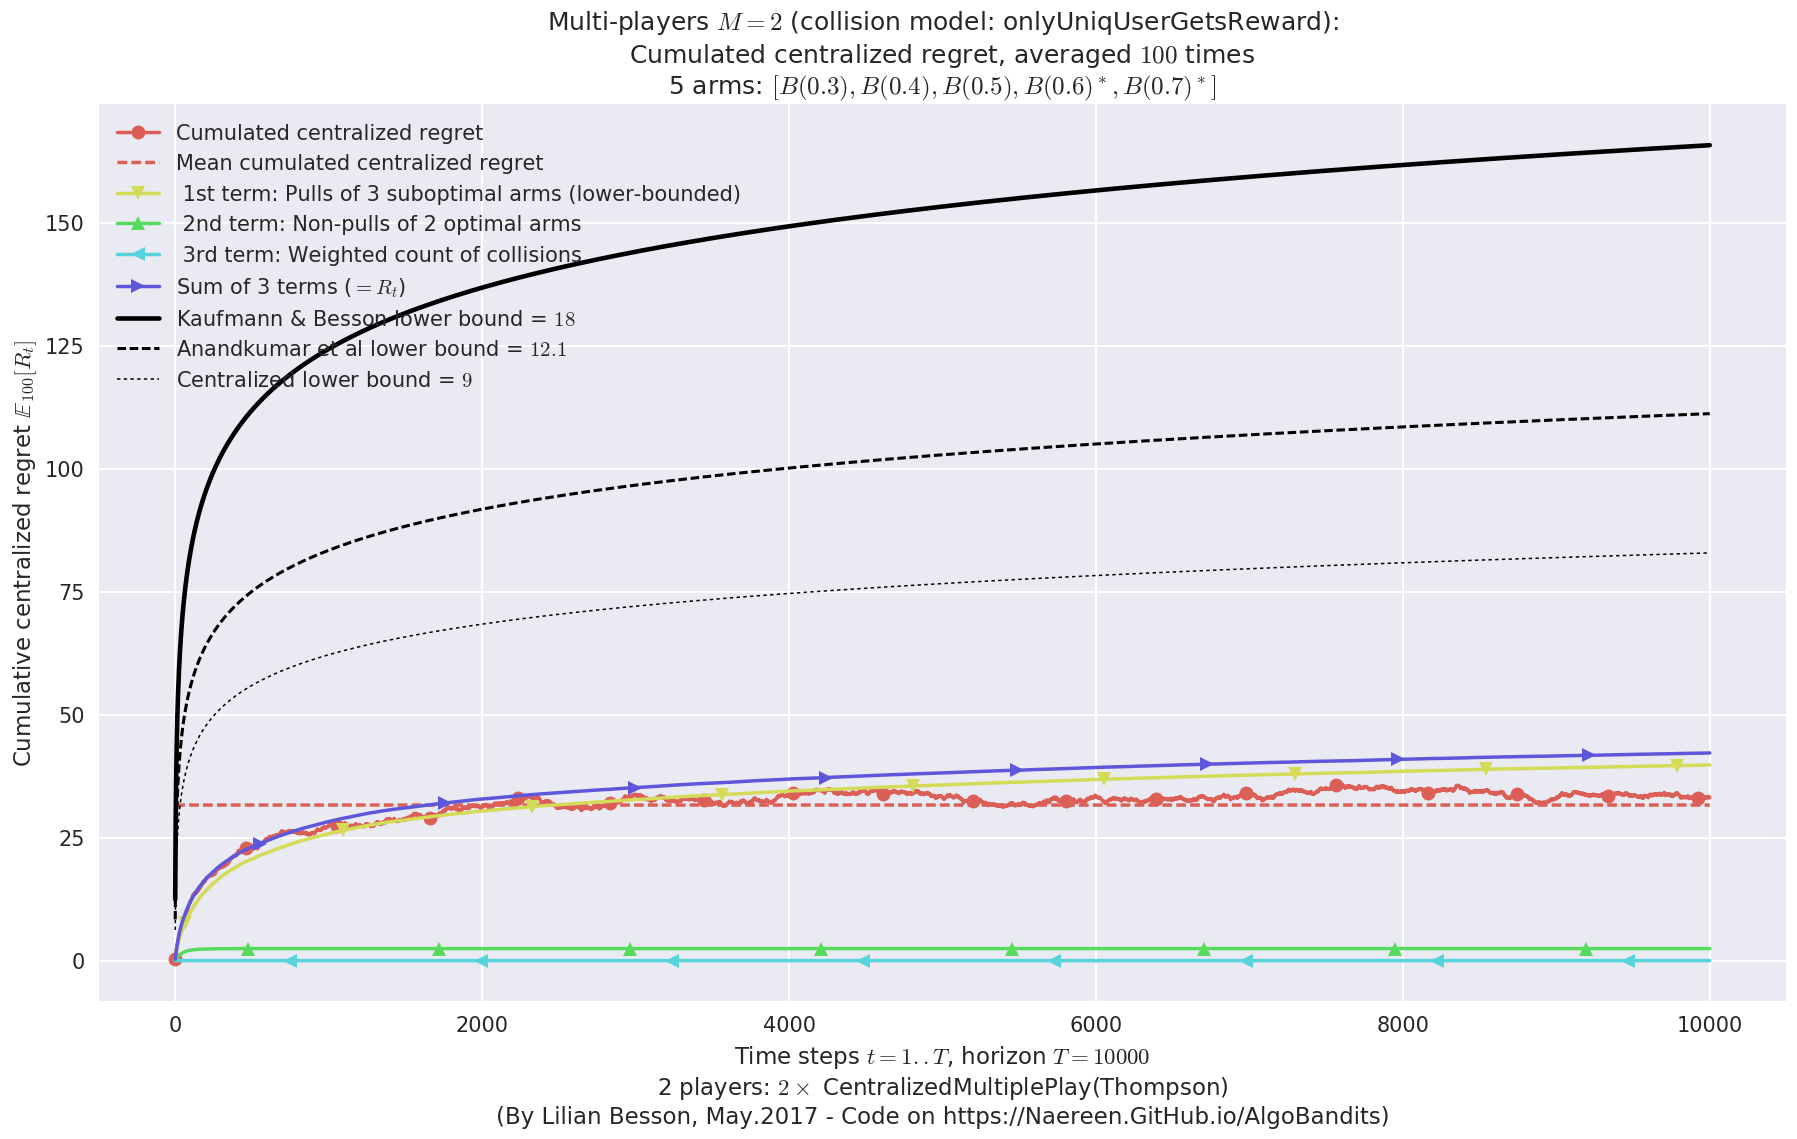 Multi-players M = 2 (collision model: onlyUniqUserGetsReward):
Cumulated centralized regret, averaged 100 times
5 arms: [B(0.3), B(0.4), B(0.5), B(0.6)*, B(0.7)*]
Cumulated centralized regret
Mean cumulated centralized regret
1st term: Pulls of 3 suboptimal arms (lower-bounded)
2nd term: Non-pulls of 2 optimal arms
3rd term: Weighted count of collisions
Sum of 3 terms (= Rₜ)
Kaufmann & Besson lower bound = 18
Anandkumar et al lower bound = 12.1
Centralized lower bound = 9
Cumulative centralized regret 𝔼₁₀₀[Rₜ]
150
125
100
75
50
25
0
0 2000 4000 6000 8000 10000
Time steps t = 1..T, horizon T = 10000
2 players: 2 × CentralizedMultiplePlay(Thompson)
(By Lilian Besson, May.2017 - Code on https://Naereen.GitHub.io/AlgoBandits)